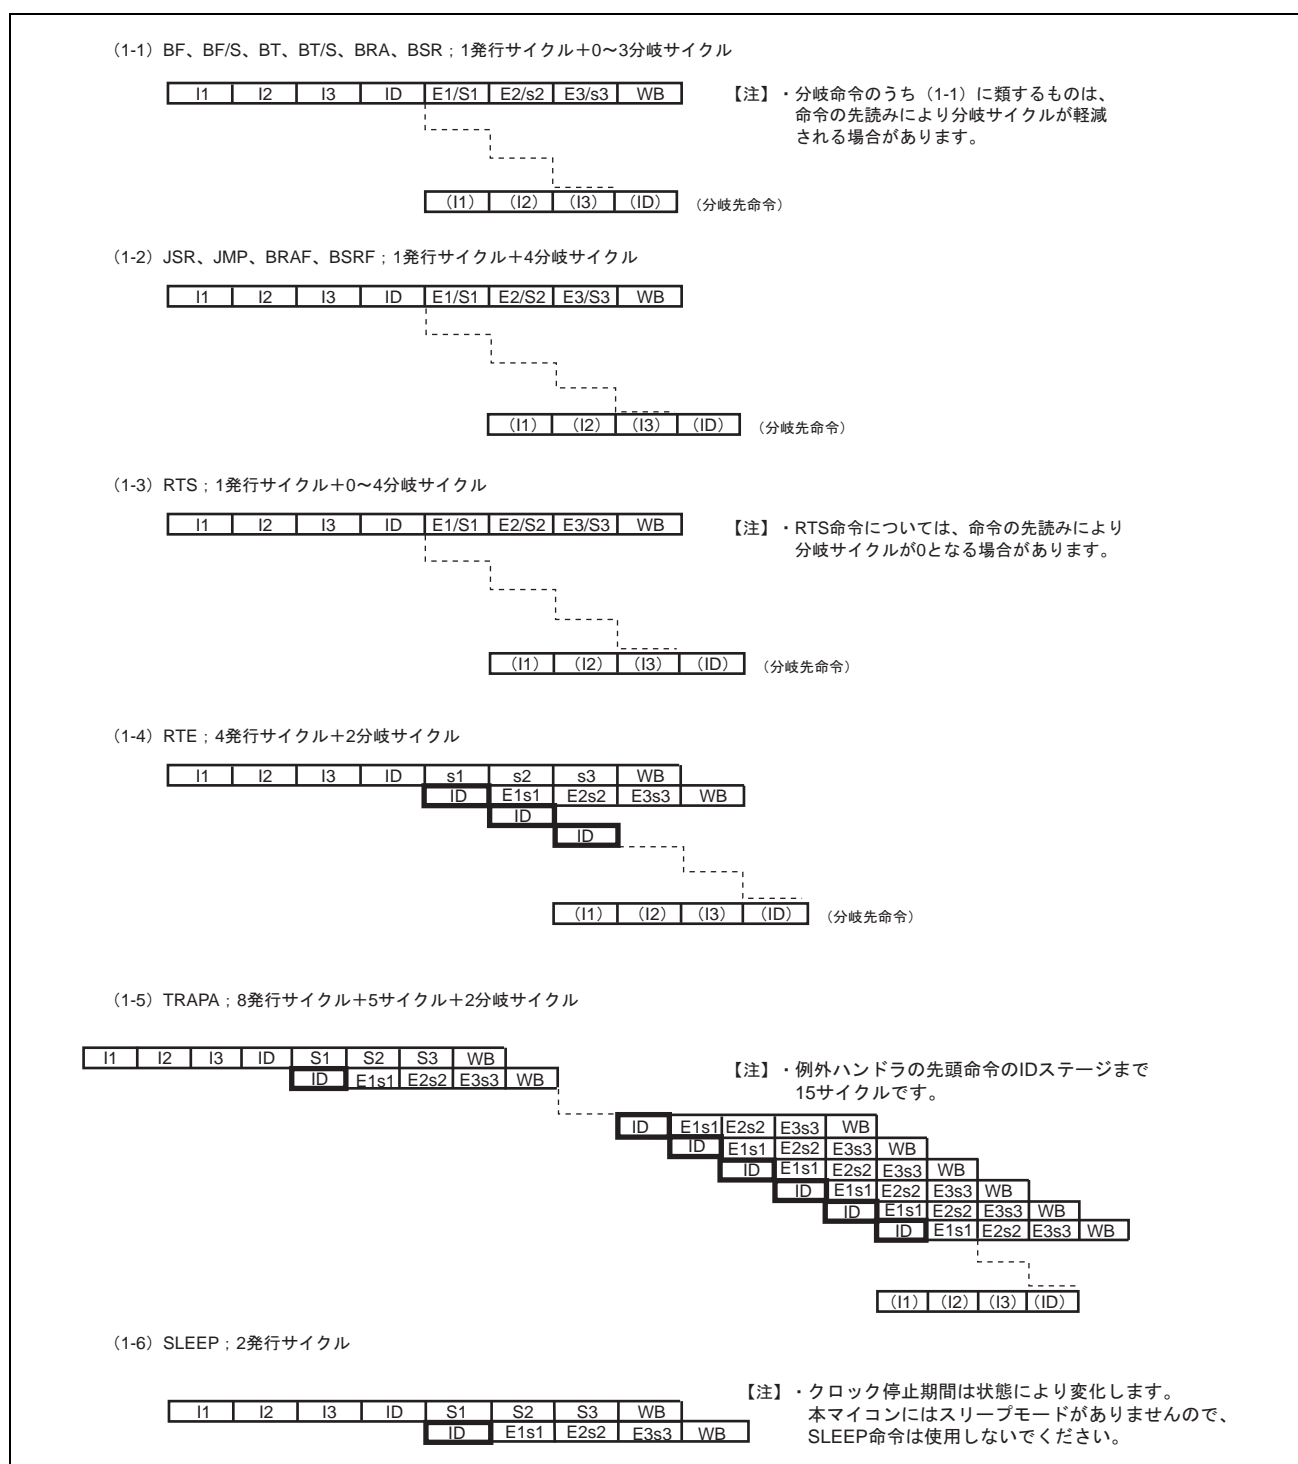 (1-1) BF、BF/S、BT、BT/S、BRA、BSR ; 1発行サイクル+0~3分岐サイクル
I1 I2 I3 ID E1/S1 E2/s2 E3/s3 WB
【注】・分岐命令のうち(1-1)に類するものは、
命令の先読みにより分岐サイクルが軽減
される場合があります。
(I1) (I2) (I3) (ID) (分岐先命令)
(1-2) JSR、JMP、BRAF、BSRF ; 1発行サイクル+4分岐サイクル
I1 I2 I3 ID E1/S1 E2/S2 E3/S3 WB
(I1) (I2) (I3) (ID) (分岐先命令)
(1-3) RTS ; 1発行サイクル+0~4分岐サイクル
I1 I2 I3 ID E1/S1 E2/S2 E3/S3 WB
【注】・RTS命令については、命令の先読みにより
分岐サイクルが0となる場合があります。
(I1) (I2) (I3) (ID) (分岐先命令)
(1-4) RTE ; 4発行サイクル+2分岐サイクル
I1 I2 I3 ID s1 s2 s3 WB
ID E1s1 E2s2 E3s3 WB
ID
ID
(I1) (I2) (I3) (ID) (分岐先命令)
(1-5) TRAPA ; 8発行サイクル+5サイクル+2分岐サイクル
I1 I2 I3 ID S1 S2 S3 WB
ID E1s1 E2s2 E3s3 WB
【注】・例外ハンドラの先頭命令のIDステージまで
15サイクルです。
ID E1s1 E2s2 E3s3 WB
ID E1s1 E2s2 E3s3 WB
ID E1s1 E2s2 E3s3 WB
ID E1s1 E2s2 E3s3 WB
ID E1s1 E2s2 E3s3 WB
ID E1s1 E2s2 E3s3 WB
(I1) (I2) (I3) (ID)
(1-6) SLEEP ; 2発行サイクル
I1 I2 I3 ID S1 S2 S3 WB
ID E1s1 E2s2 E3s3 WB
【注】・クロック停止期間は状態により変化します。
本マイコンにはスリープモードがありませんので、
SLEEP命令は使用しないでください。